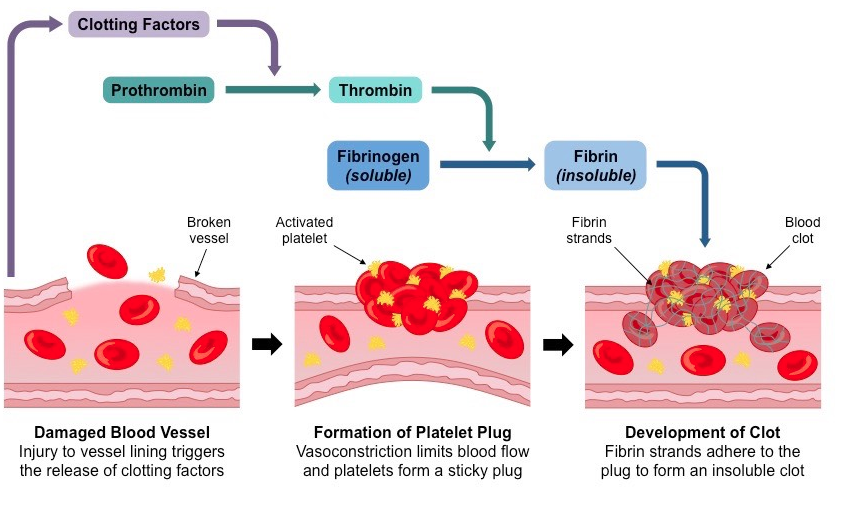 Clotting Factors
Prothrombin
Thrombin
Fibrinogen
(soluble)
Fibrin
(insoluble)
Broken
vessel
Activated
platelet
Fibrin
strands
Blood
clot
Damaged Blood Vessel
Injury to vessel lining triggers
the release of clotting factors
Formation of Platelet Plug
Vasoconstriction limits blood flow
and platelets form a sticky plug
Development of Clot
Fibrin strands adhere to the
plug to form an insoluble clot